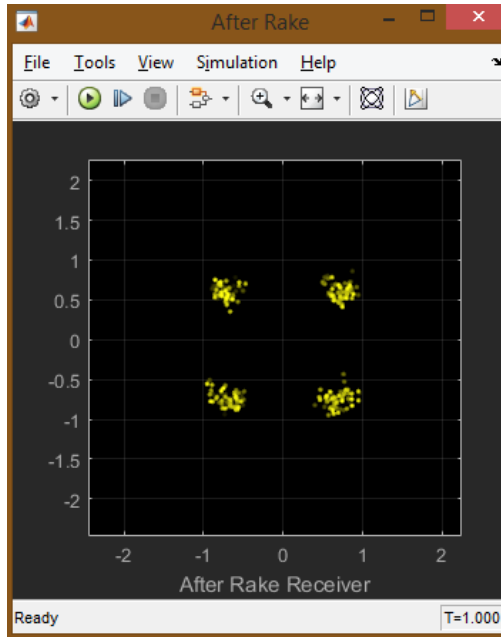 After Rake
File Tools View Simulation Help
2
1.5
1
0.5
0
-0.5
-1
-1.5
-2
-2 -1 0 1 2
After Rake Receiver
Ready T=1.000